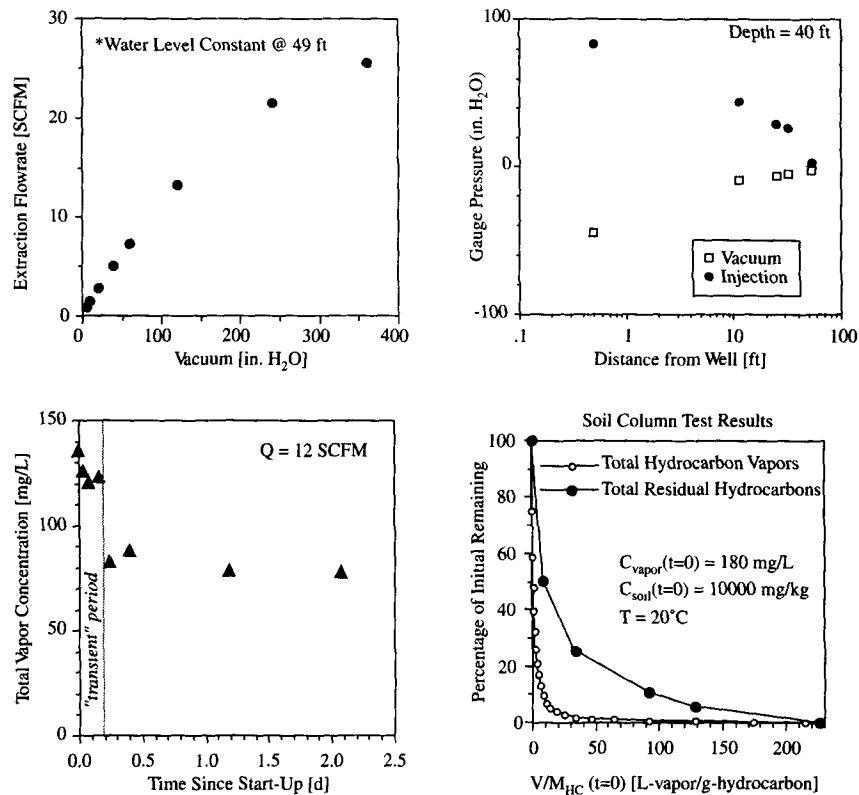 30
20
10
0
*Water Level Constant @ 49 ft
Extraction Flowrate [SCFM]
0 100 200 300 400
Vacuum [in. H₂O]
100
0
-100
Depth = 40 ft
Gauge Pressure (in. H₂O)
□ Vacuum
● Injection
.1 1 10 100
Distance from Well [ft]
150
100
50
0
Q = 12 SCFM
Total Vapor Concentration [mg/L]
"transient" period
0.0 0.5 1.0 1.5 2.0 2.5
Time Since Start-Up [d]
Soil Column Test Results
100
80
60
40
20
0
Total Hydrocarbon Vapors
Total Residual Hydrocarbons
Percentage of Initial Remaining
C_vapor(t=0) = 180 mg/L
C_soil(t=0) = 10000 mg/kg
T = 20°C
0 50 100 150 200
V/M_HC (t=0) [L-vapor/g-hydrocarbon]